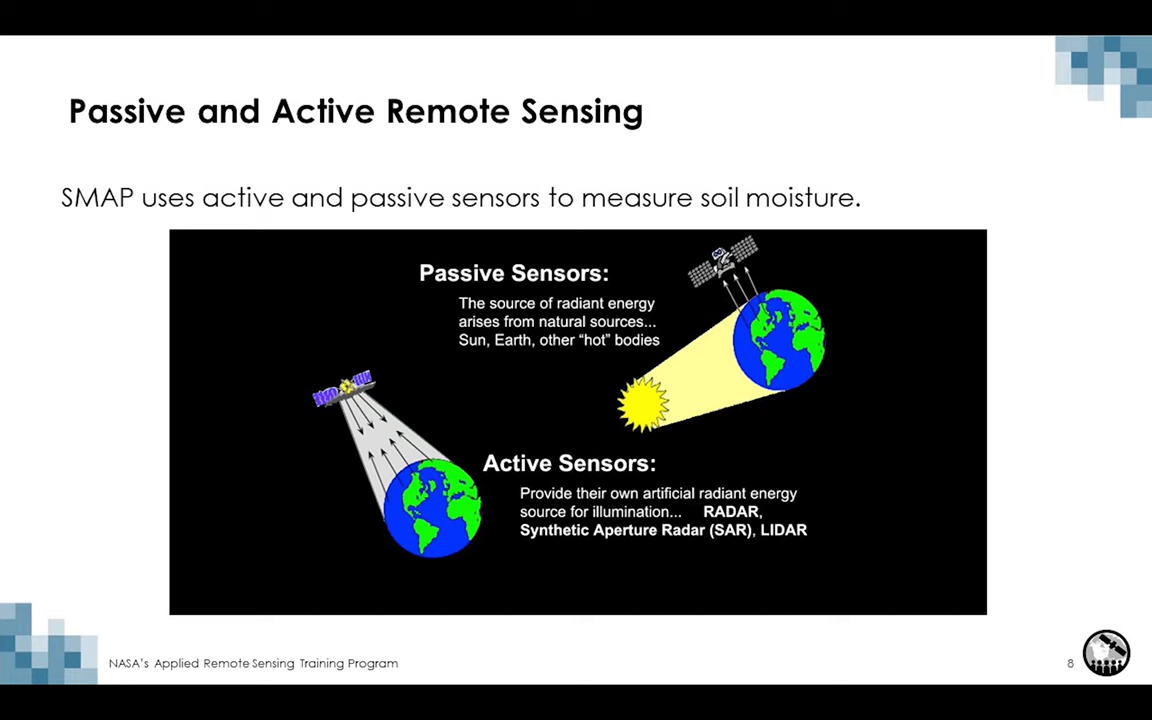 Passive and Active Remote Sensing
SMAP uses active and passive sensors to measure soil moisture.
Passive Sensors:
The source of radiant energy
arises from natural sources...
Sun, Earth, other “hot” bodies
Active Sensors:
Provide their own artificial radiant energy
source for illumination... RADAR,
Synthetic Aperture Radar (SAR), LIDAR
NASA’s Applied Remote Sensing Training Program
8